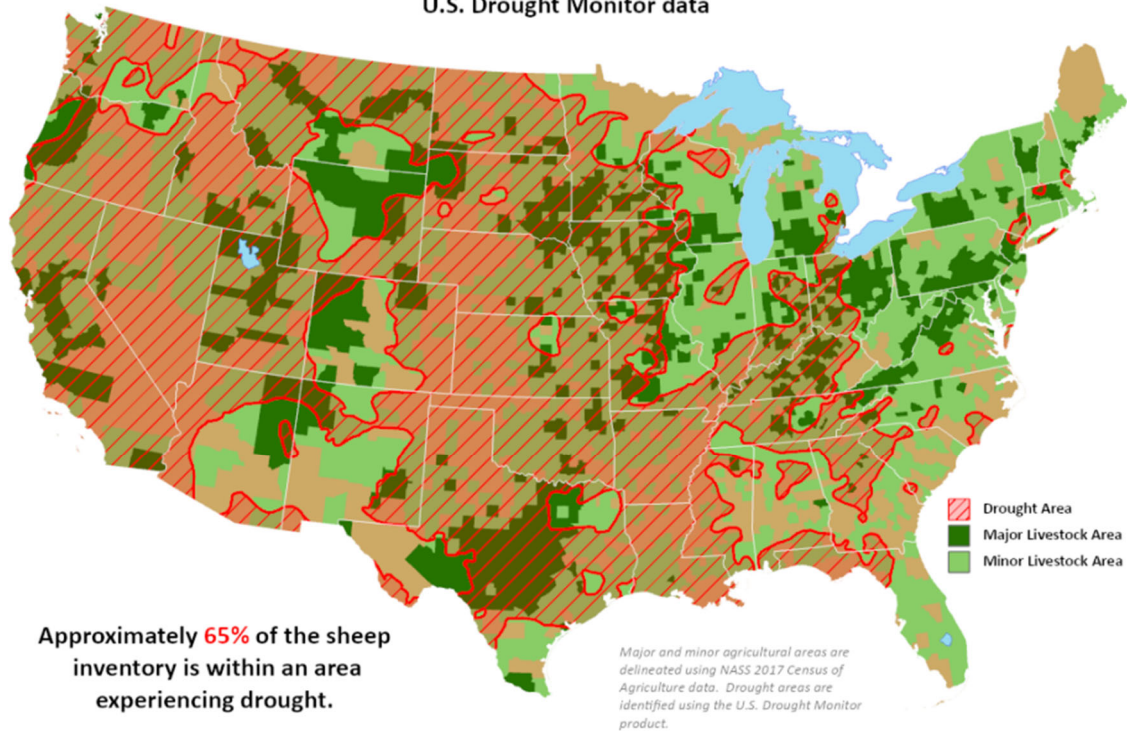 U.S. Drought Monitor data
Drought Area
Major Livestock Area
Minor Livestock Area
Approximately 65% of the sheep
inventory is within an area
experiencing drought.
Major and minor agricultural areas are
delineated using NASS 2017 Census of
Agriculture data. Drought areas are
identified using the U.S. Drought Monitor
product.